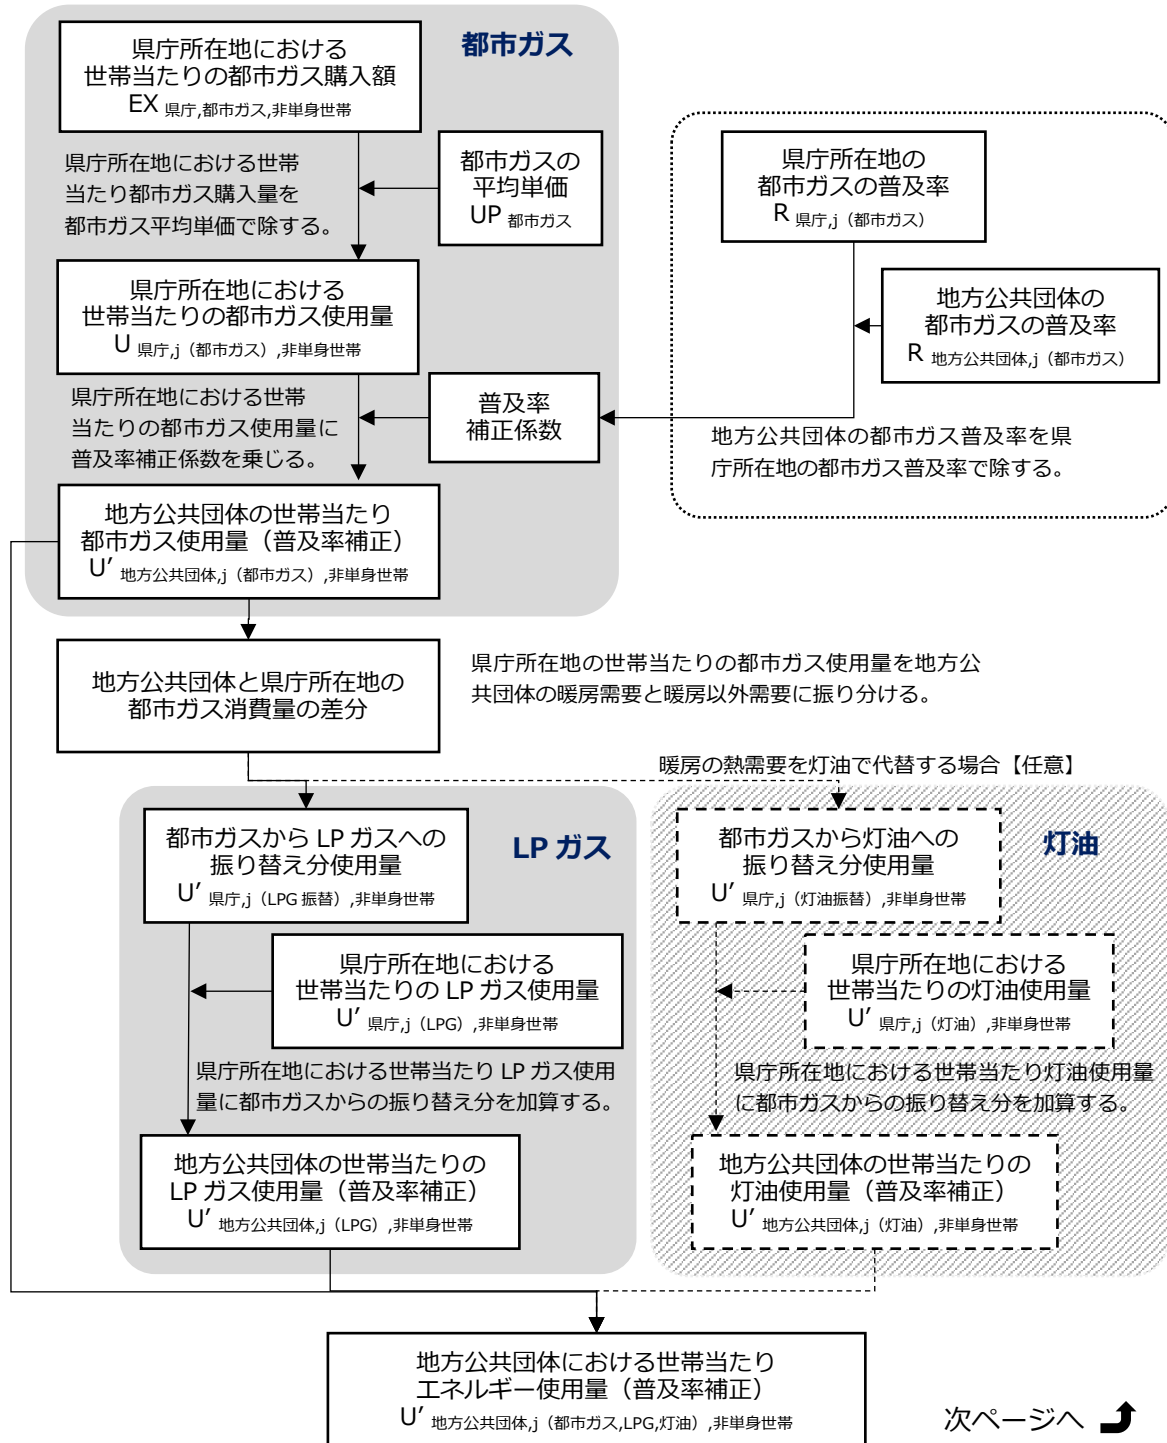 都市ガス
県庁所在地における
世帯当たりの都市ガス購入額
EX 県庁,都市ガス,非単身世帯
県庁所在地における世帯
当たり都市ガス購入量を
都市ガス平均単価で除する。
都市ガスの
平均単価
UP 都市ガス
県庁所在地の
都市ガスの普及率
R 県庁,j（都市ガス）
地方公共団体の
都市ガスの普及率
R 地方公共団体,j（都市ガス）
県庁所在地における
世帯当たりの都市ガス使用量
U 県庁,j（都市ガス）,非単身世帯
県庁所在地における世帯
当たりの都市ガス使用量に
普及率補正係数を乗じる。
普及率
補正係数
地方公共団体の都市ガス普及率を県
庁所在地の都市ガス普及率で除する。
地方公共団体の世帯当たり
都市ガス使用量（普及率補正）
U′ 地方公共団体,j（都市ガス）,非単身世帯
地方公共団体と県庁所在地の
都市ガス消費量の差分
県庁所在地の世帯当たりの都市ガス使用量を地方公
共団体の暖房需要と暖房以外需要に振り分ける。
暖房の熱需要を灯油で代替する場合【任意】
LP ガス
都市ガスから LP ガスへの
振り替え分使用量
U′ 県庁,j（LPG 振替）,非単身世帯
県庁所在地における
世帯当たりの LP ガス使用量
U′ 県庁,j（LPG）,非単身世帯
県庁所在地における世帯当たり LP ガス使用
量に都市ガスからの振り替え分を加算する。
地方公共団体の世帯当たりの
LP ガス使用量（普及率補正）
U′ 地方公共団体,j（LPG）,非単身世帯
灯油
都市ガスから灯油への
振り替え分使用量
U′ 県庁,j（灯油振替）,非単身世帯
県庁所在地における
世帯当たりの灯油使用量
U′ 県庁,j（灯油）,非単身世帯
県庁所在地における世帯当たり灯油使用量
に都市ガスからの振り替え分を加算する。
地方公共団体の世帯当たりの
灯油使用量（普及率補正）
U′ 地方公共団体,j（灯油）,非単身世帯
地方公共団体における世帯当たり
エネルギー使用量（普及率補正）
U′ 地方公共団体,j（都市ガス,LPG,灯油）,非単身世帯
次ページへ